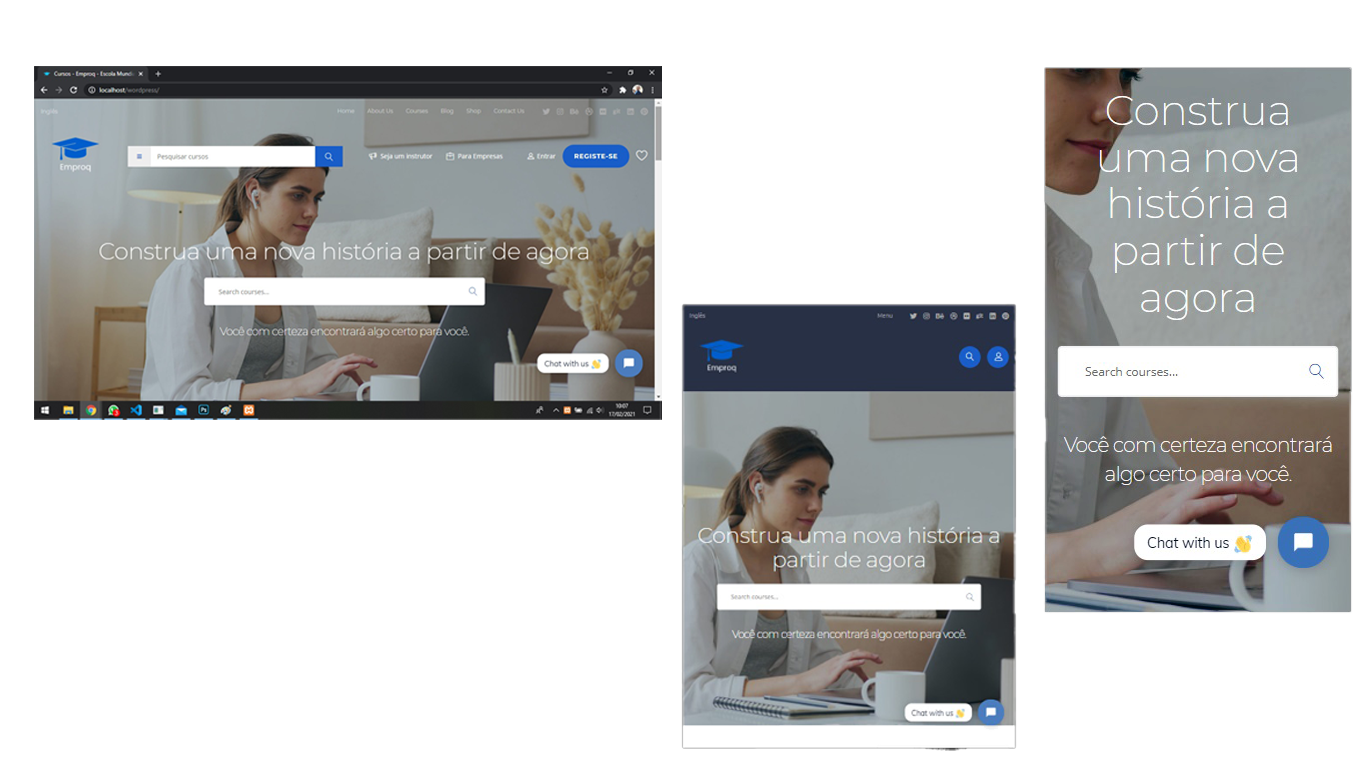 Cursos - Emproq - Escola Mundi
localhost/wordpress/
Inglês
Home About Us Courses Blog Shop Contact Us
Emproq
Pesquisar cursos
Seja um Instrutor Para Empresas Entrar REGISTE-SE
Construa uma nova história a partir de agora
Search courses...
Você com certeza encontrará algo certo para você.
Chat with us
10:07
17/02/2021
Inglês Menu
Emproq
Construa uma nova história a
partir de agora
Search courses...
Você com certeza encontrará algo certo para você.
Chat with us
Construa
uma nova
história a
partir de
agora
Search courses...
Você com certeza encontrará
algo certo para você.
Chat with us